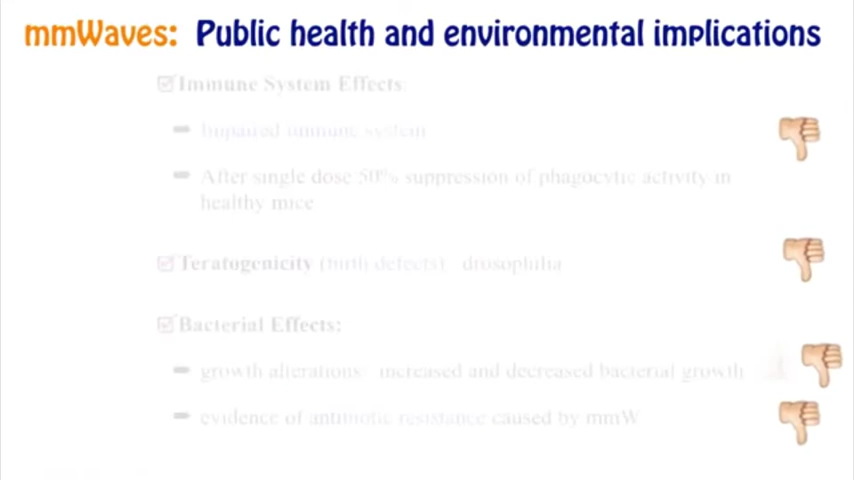 mmWaves: Public health and environmental implications
Immune System Effects:
Impaired immune system
After single dose 50% suppression of phagocytic activity in
healthy mice
Teratogenicity (birth defects) drosophilia
Bacterial Effects:
growth alterations: increased and decreased bacterial growth
evidence of antibiotic resistance caused by mmW